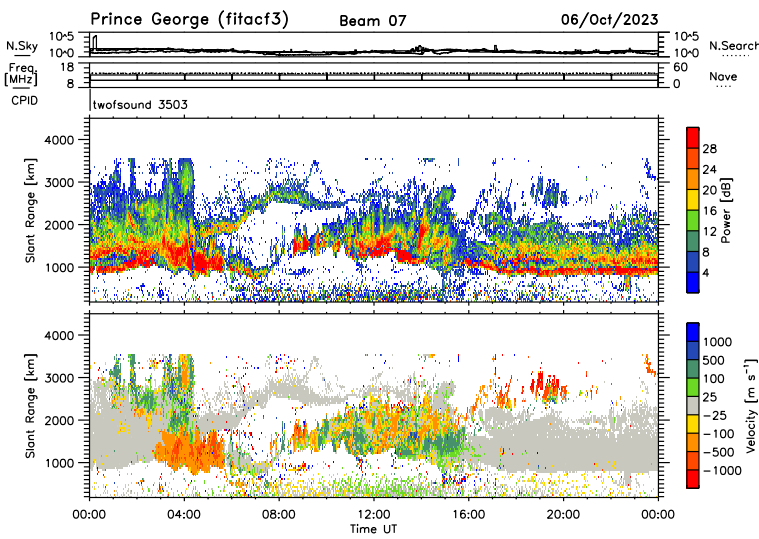 Prince George (fitacf3) Beam 07 06/Oct/2023
N.Sky 10^5 10^0 10^5 10^0 N.Search
Freq. [MHz] 18 8 60 0 Nave
CPID twofsound 3503
Slant Range [km] 4000 3000 2000 1000
Power [dB] 28 24 20 16 12 8 4
Slant Range [km] 4000 3000 2000 1000
Velocity [m s⁻¹] 1000 500 100 25 −25 −100 −500 −1000
00:00 04:00 08:00 12:00 16:00 20:00 00:00
Time UT